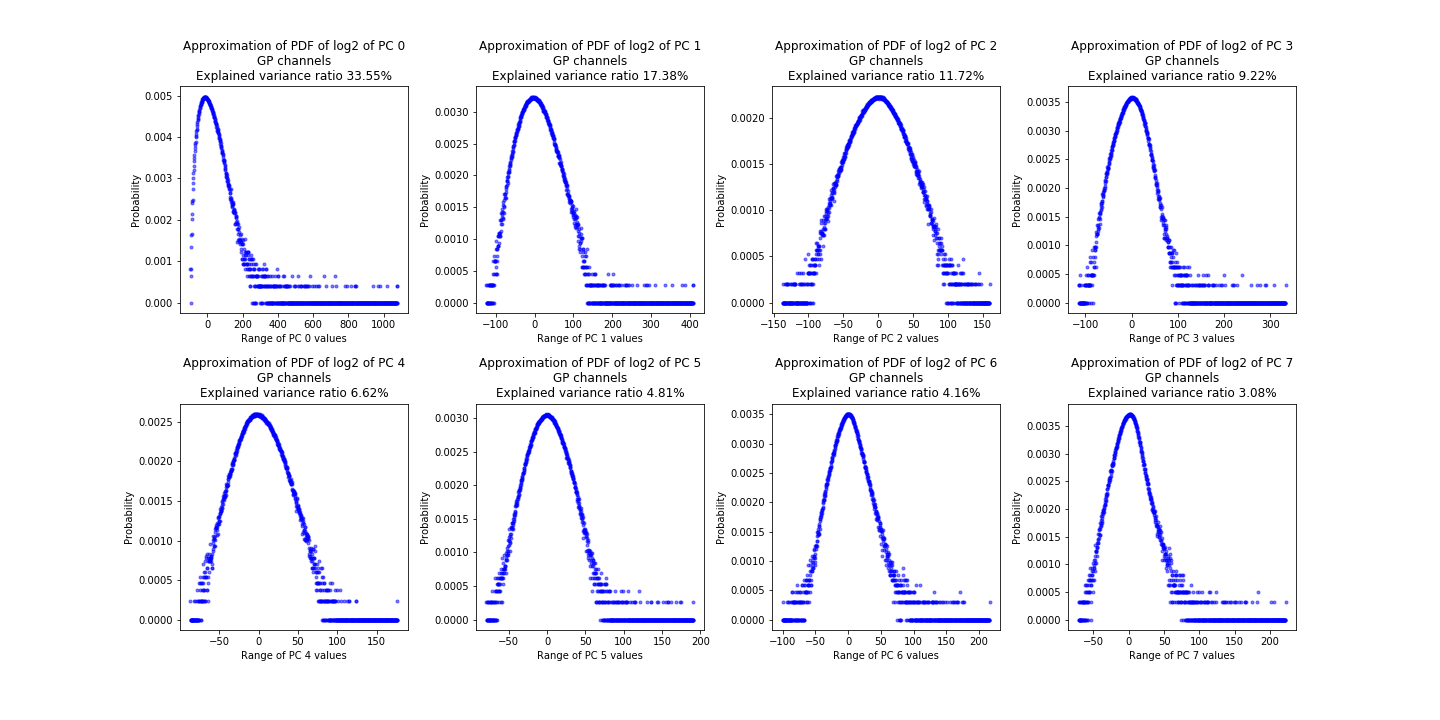 Approximation of PDF of log2 of PC 0
GP channels
Explained variance ratio 33.55%
0.005
0.004
0.003
0.002
0.001
0.000
Probability
0 200 400 600 800 1000
Range of PC 0 values
Approximation of PDF of log2 of PC 1
GP channels
Explained variance ratio 17.38%
0.0030
0.0025
0.0020
0.0015
0.0010
0.0005
0.0000
Probability
−100 0 100 200 300 400
Range of PC 1 values
Approximation of PDF of log2 of PC 2
GP channels
Explained variance ratio 11.72%
0.0020
0.0015
0.0010
0.0005
0.0000
Probability
−150 −100 −50 0 50 100 150
Range of PC 2 values
Approximation of PDF of log2 of PC 3
GP channels
Explained variance ratio 9.22%
0.0035
0.0030
0.0025
0.0020
0.0015
0.0010
0.0005
0.0000
Probability
−100 0 100 200 300
Range of PC 3 values
Approximation of PDF of log2 of PC 4
GP channels
Explained variance ratio 6.62%
0.0025
0.0020
0.0015
0.0010
0.0005
0.0000
Probability
−50 0 50 100 150
Range of PC 4 values
Approximation of PDF of log2 of PC 5
GP channels
Explained variance ratio 4.81%
0.0030
0.0025
0.0020
0.0015
0.0010
0.0005
0.0000
Probability
−50 0 50 100 150 200
Range of PC 5 values
Approximation of PDF of log2 of PC 6
GP channels
Explained variance ratio 4.16%
0.0035
0.0030
0.0025
0.0020
0.0015
0.0010
0.0005
0.0000
Probability
−100 −50 0 50 100 150 200
Range of PC 6 values
Approximation of PDF of log2 of PC 7
GP channels
Explained variance ratio 3.08%
0.0035
0.0030
0.0025
0.0020
0.0015
0.0010
0.0005
0.0000
Probability
−50 0 50 100 150 200
Range of PC 7 values